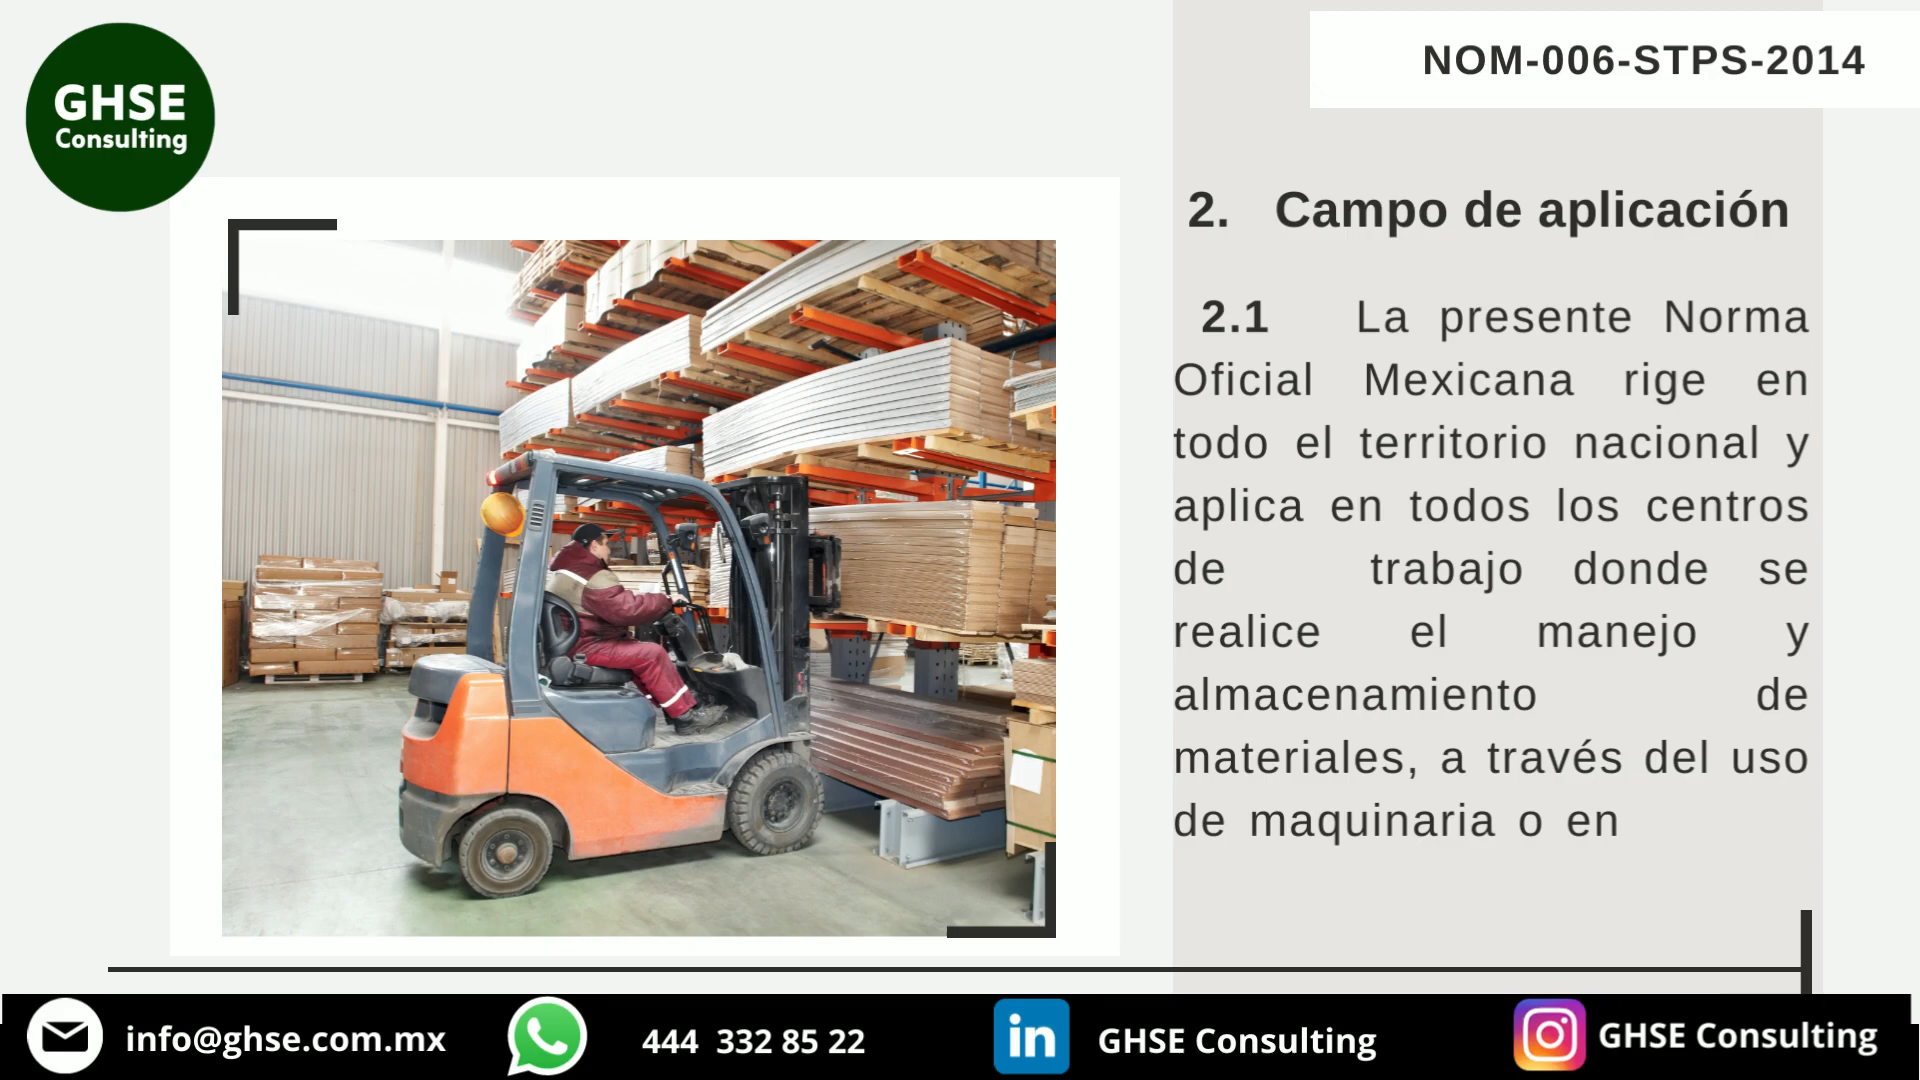 GHSE
Consulting
NOM-006-STPS-2014
2. Campo de aplicación
2.1 La presente Norma
Oficial Mexicana rige en
todo el territorio nacional y
aplica en todos los centros
de trabajo donde se
realice el manejo y
almacenamiento de
materiales, a través del uso
de maquinaria o en
info@ghse.com.mx
444 332 85 22
in
GHSE Consulting
GHSE Consulting